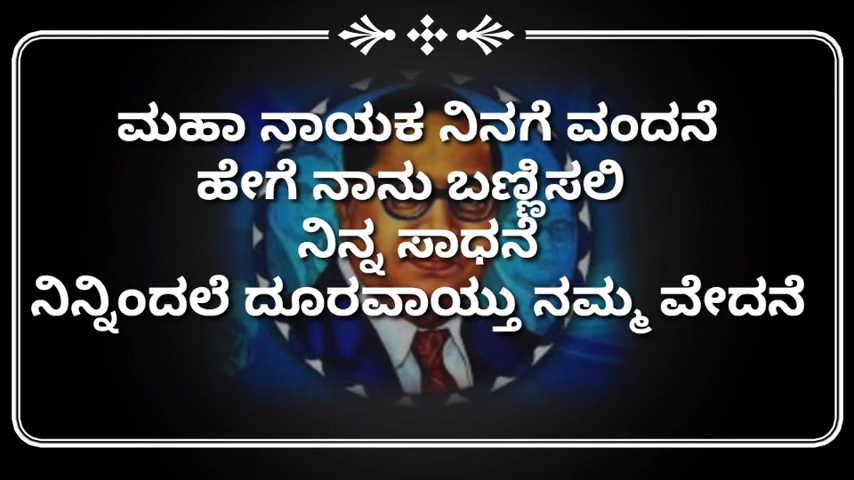 ಮಹಾ ನಾಯಕ ನಿನಗೆ ವಂದನೆ
ಹೇಗೆ ನಾನು ಬಣ್ಣಿಸಲಿ
ನಿನ್ನ ಸಾಧನೆ
ನಿನ್ನಿಂದಲೆ ದೂರವಾಯ್ತು ನಮ್ಮ ವೇದನೆ